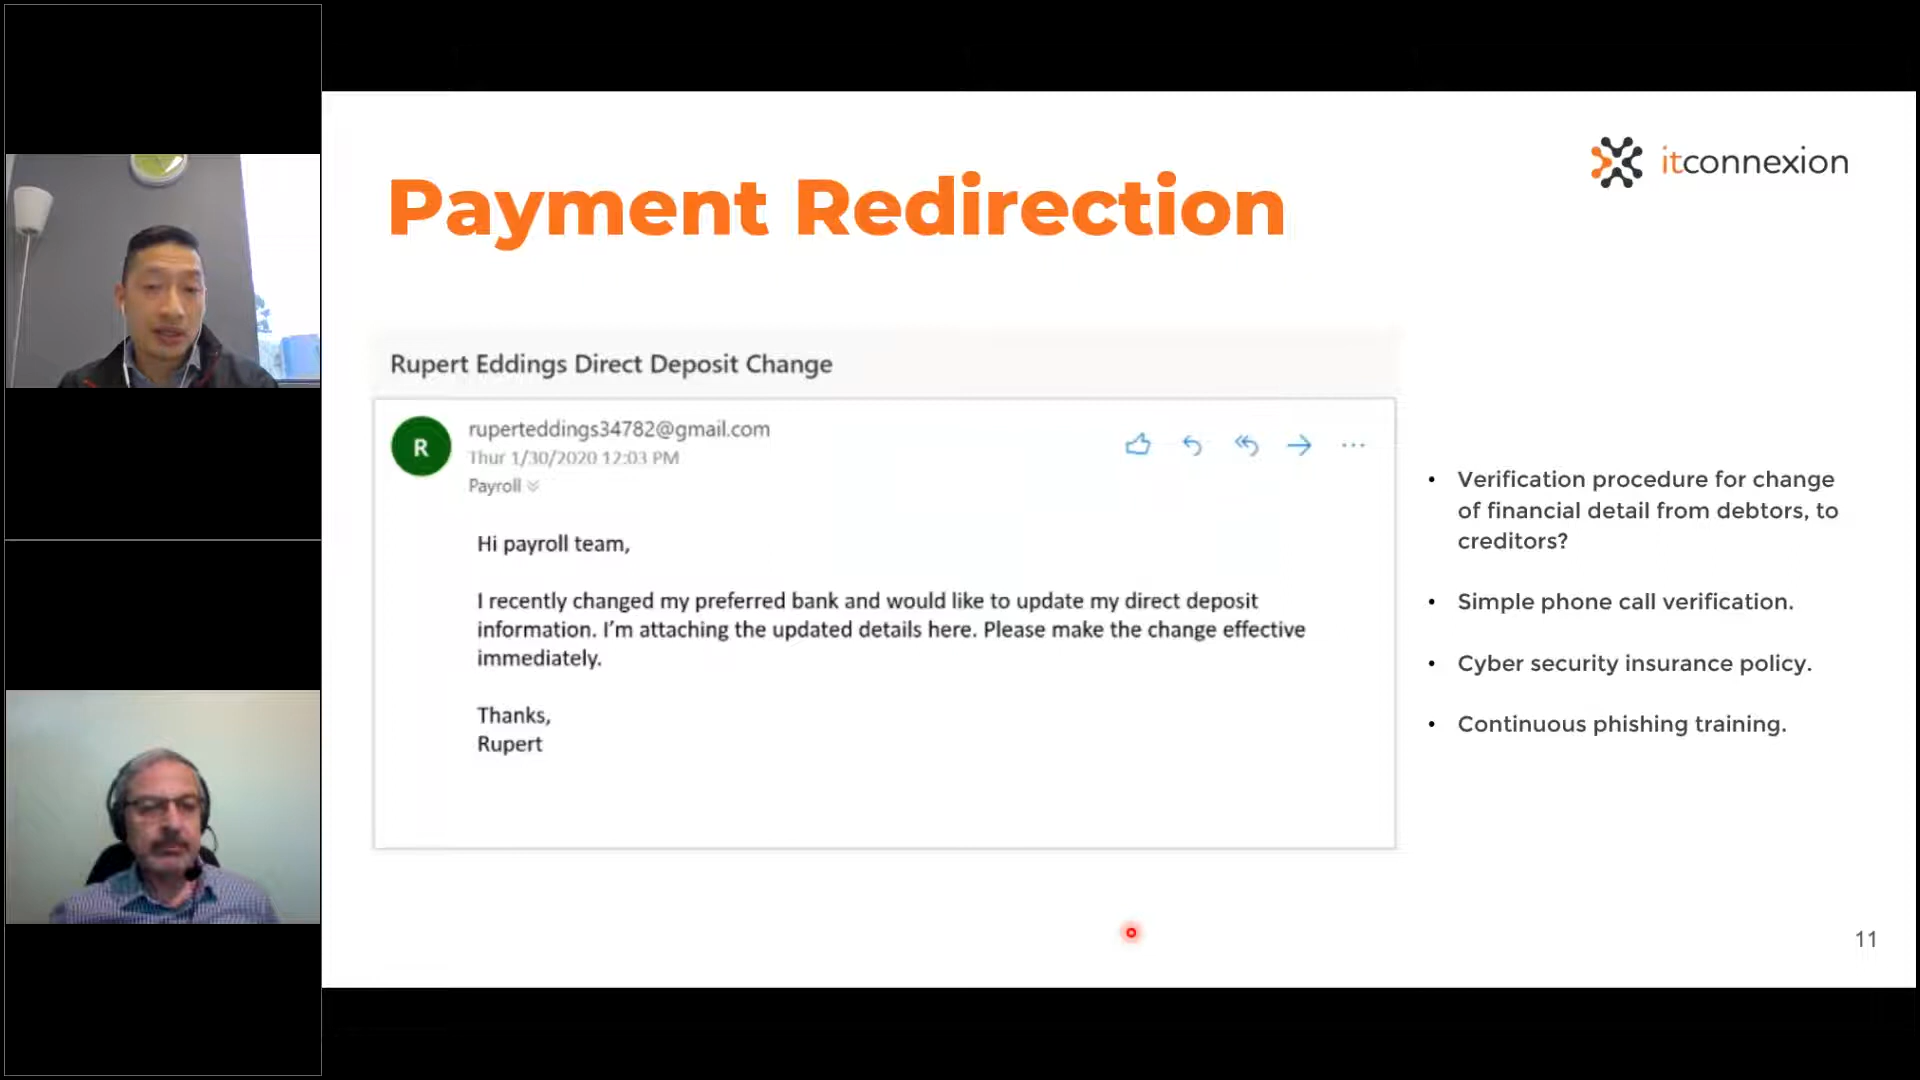 itconnexion
Payment Redirection
Rupert Eddings Direct Deposit Change
R
ruperteddings34782@gmail.com
Thur 1/30/2020 12:03 PM
Payroll
Hi payroll team,
I recently changed my preferred bank and would like to update my direct deposit
information. I’m attaching the updated details here. Please make the change effective
immediately.
Thanks,
Rupert
• Verification procedure for change
of financial detail from debtors, to
creditors?
• Simple phone call verification.
• Cyber security insurance policy.
• Continuous phishing training.
11